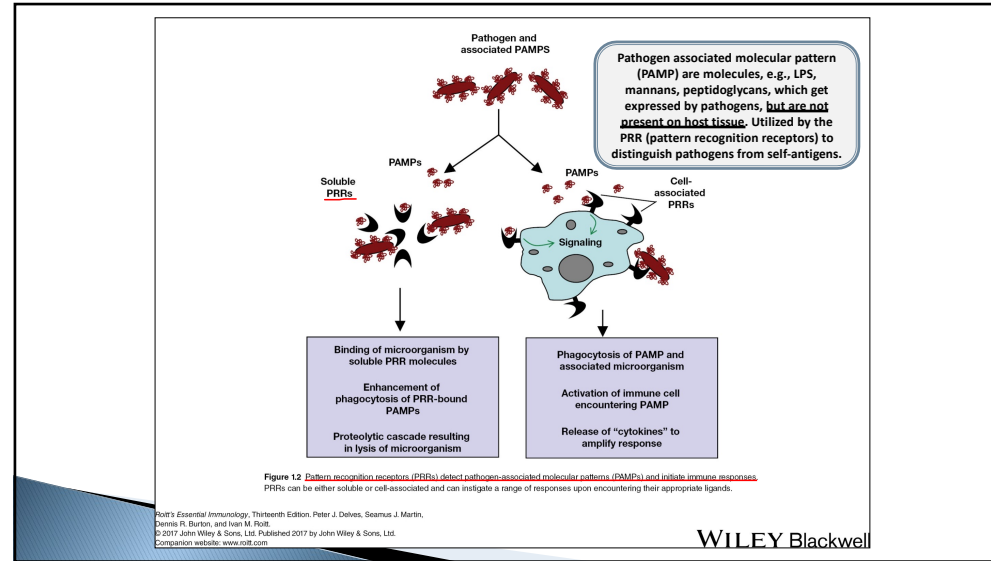 Pathogen and
associated PAMPS
Pathogen associated molecular pattern
(PAMP) are molecules, e.g., LPS,
mannans, peptidoglycans, which get
expressed by pathogens, but are not
present on host tissue. Utilized by the
PRR (pattern recognition receptors) to
distinguish pathogens from self-antigens.
PAMPs
Soluble
PRRs
PAMPs
Cell-
associated
PRRs
Signaling
Binding of microorganism by
soluble PRR molecules
Enhancement of
phagocytosis of PRR-bound
PAMPs
Proteolytic cascade resulting
in lysis of microorganism
Phagocytosis of PAMP and
associated microorganism
Activation of immune cell
encountering PAMP
Release of “cytokines” to
amplify response
Figure 1.2 Pattern recognition receptors (PRRs) detect pathogen-associated molecular patterns (PAMPs) and initiate immune responses.
PRRs can be either soluble or cell-associated and can instigate a range of responses upon encountering their appropriate ligands.
Roitt's Essential Immunology, Thirteenth Edition. Peter J. Delves, Seamus J. Martin,
Dennis R. Burton, and Ivan M. Roitt.
© 2017 John Wiley & Sons, Ltd. Published 2017 by John Wiley & Sons, Ltd.
Companion website: www.roitt.com
WILEY Blackwell